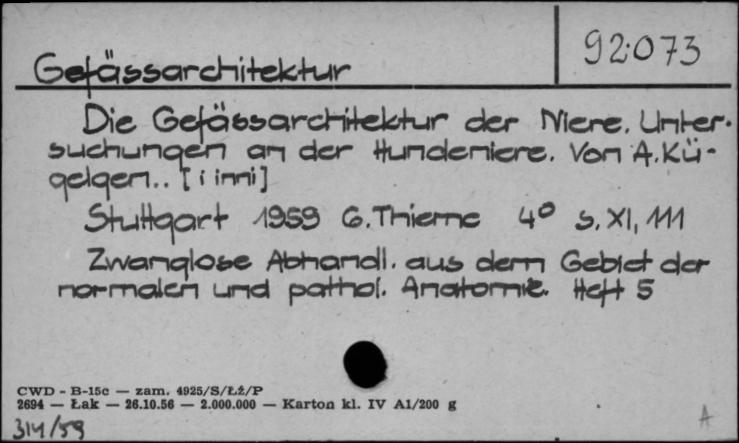 92.073
Gefässarchitektur
Die Gefässarchitektur der Niere. Unter-
suchungen an der Hundeniere. Von A. Kü-
gelgen.. [i inni]
Stuttgart 1959 G. Thieme 4° s. XI, 111
Zwanglose Abhandl. aus dem Gebiet der
normalen und pathol. Anatomie. Heft 5
CWD - B-15c — zam. 4925/S/ŁŻ/P
2694 — Łak — 26.10.56 — 2.000.000 — Karton kl. IV A1/200 g
314/59
A